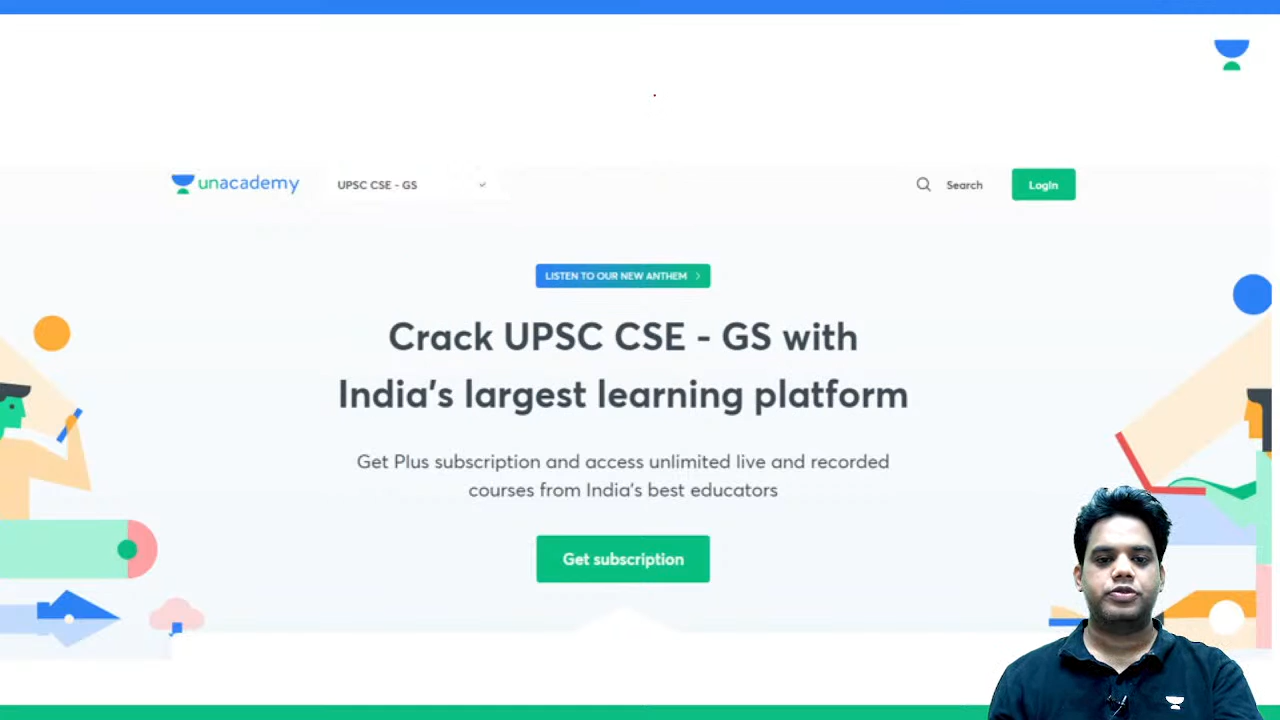 unacademy
UPSC CSE - GS
Search
Login
LISTEN TO OUR NEW ANTHEM
Crack UPSC CSE - GS with
India's largest learning platform
Get Plus subscription and access unlimited live and recorded
courses from India's best educators
Get subscription